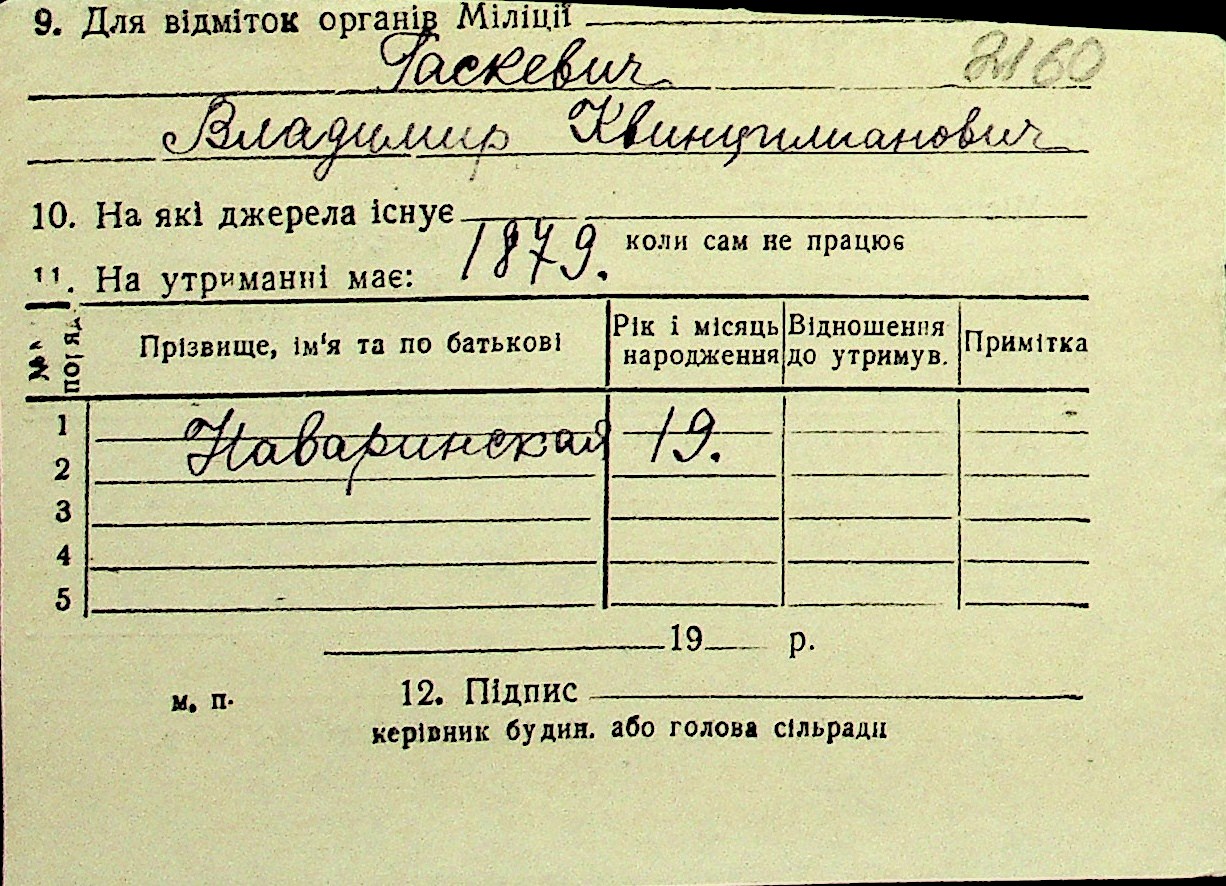 9. Для відміток органів Міліції
Раскевич 2160
Владимир Квинтилианович
10. На які джерела існує
коли сам не працює
1879.
11. На утриманні має:
№№ по ряд.
Прізвище, ім'я та по батькові
Рік і місяць народження
Відношення до утримув.
Примітка
1
Наваринская 19.
2
3
4
5
19 р.
м. п. 12. Підпис
керівник будин. або голова сільради